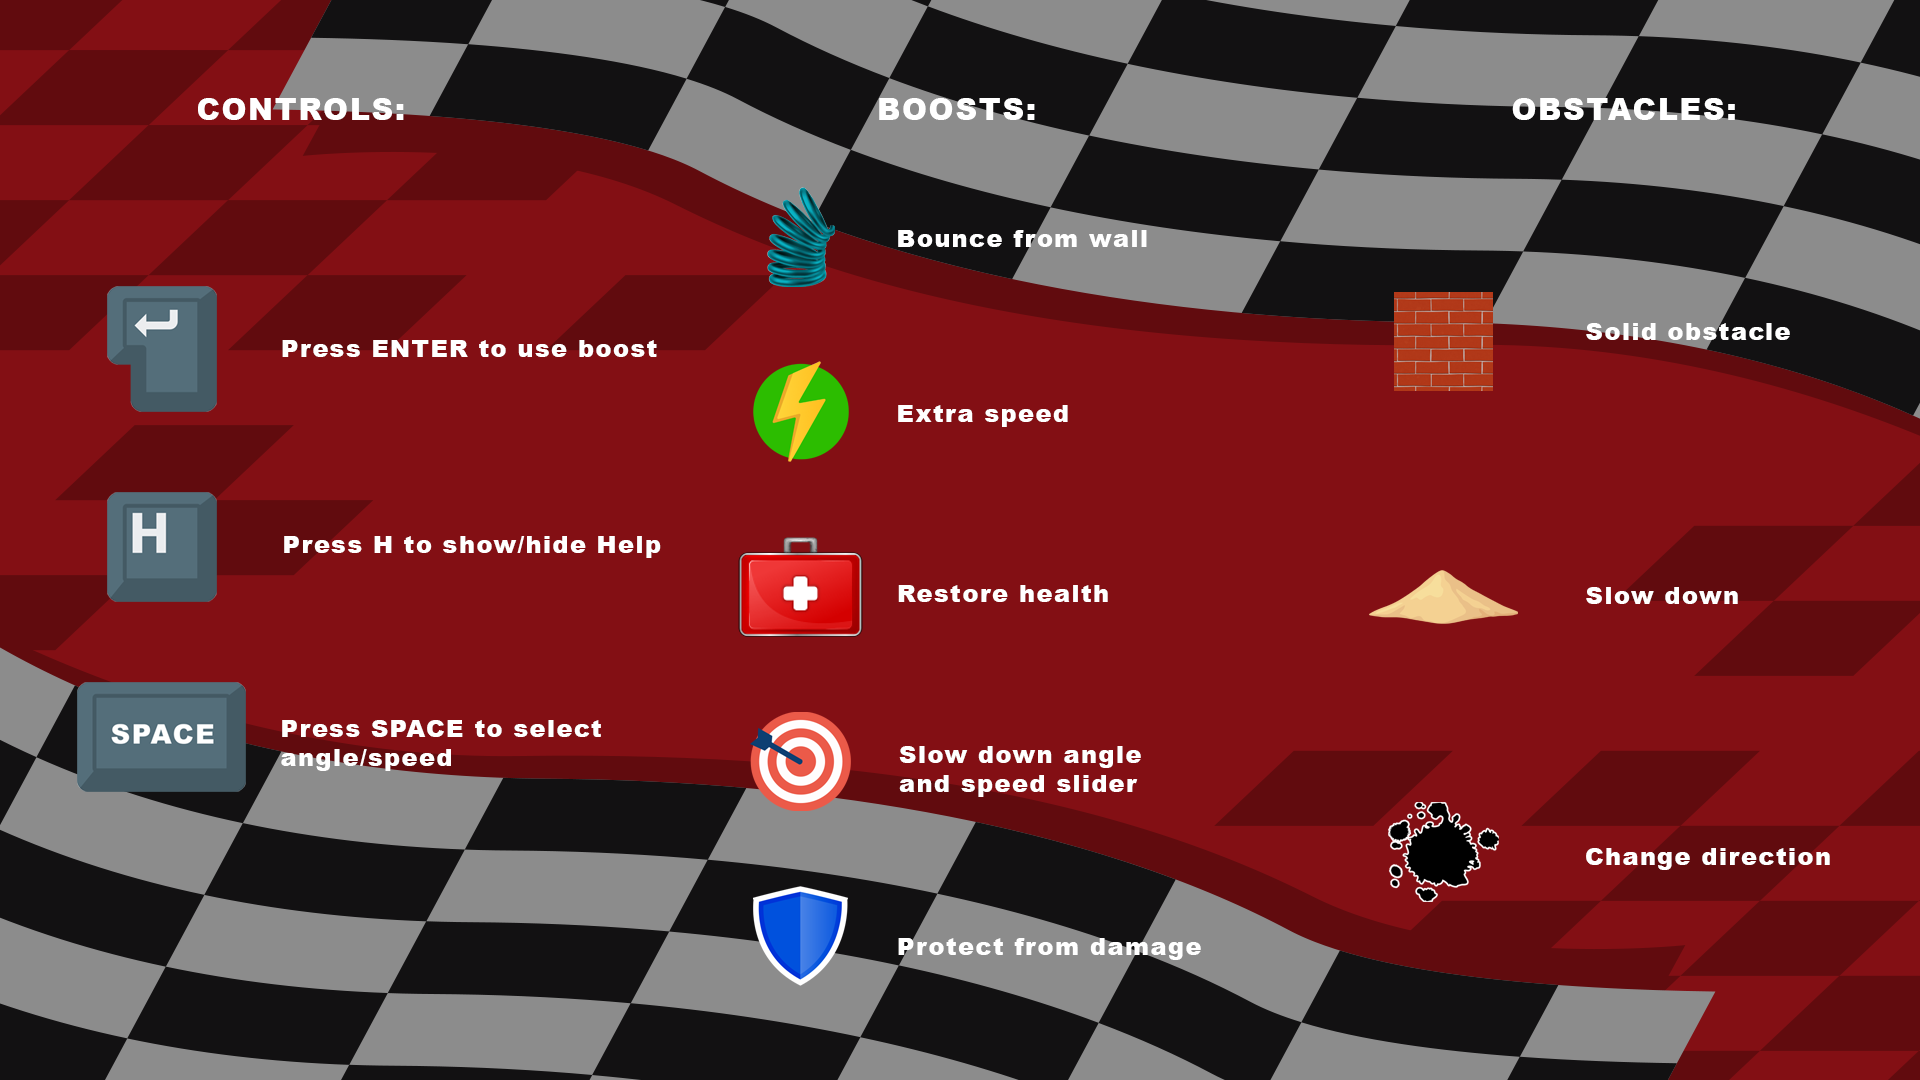 CONTROLS:
Press ENTER to use boost
H
Press H to show/hide Help
SPACE
Press SPACE to select
angle/speed
BOOSTS:
Bounce from wall
Extra speed
Restore health
Slow down angle
and speed slider
Protect from damage
OBSTACLES:
Solid obstacle
Slow down
Change direction